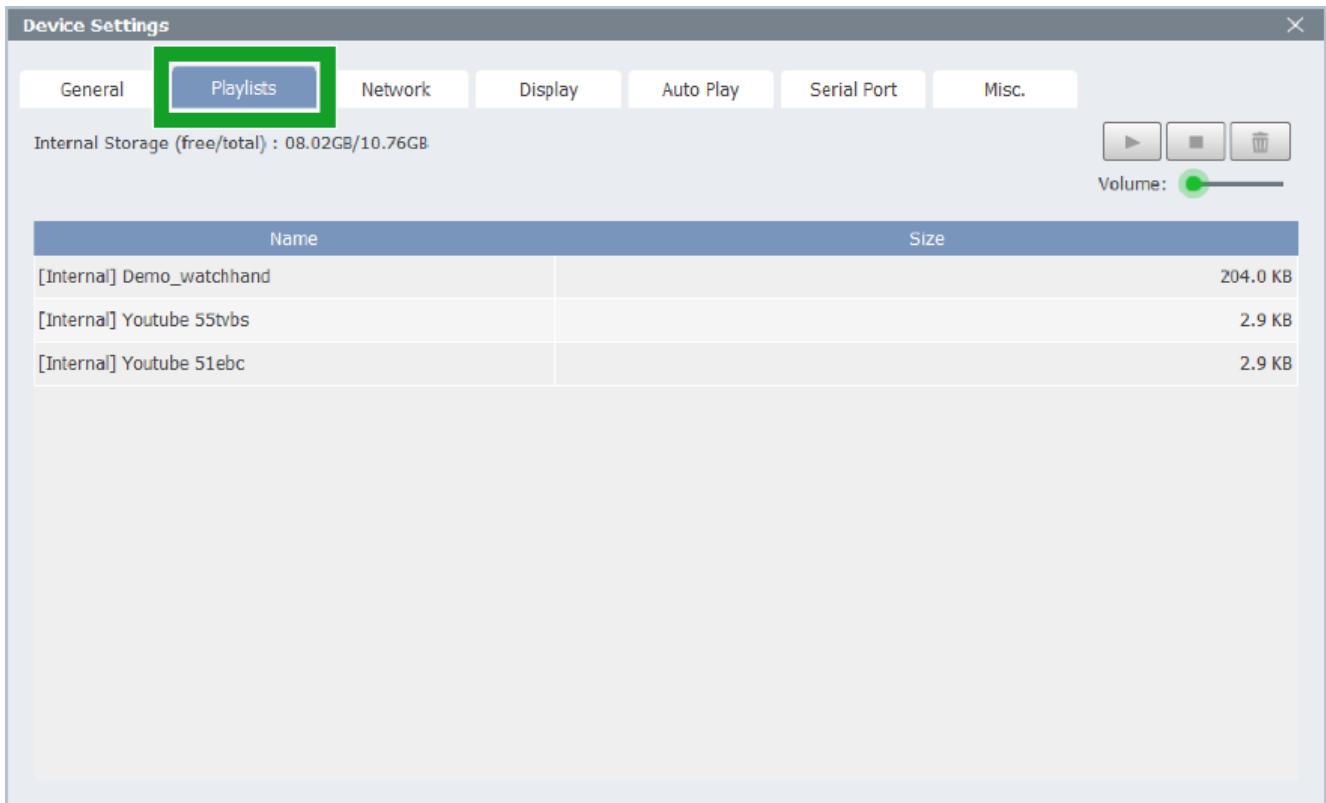 Device Settings
General Playlists Network Display Auto Play Serial Port Misc.
Internal Storage (free/total) : 08.02GB/10.76GB
Volume:
Name Size
[Internal] Demo_watchhand 204.0 KB
[Internal] Youtube 55tvbs 2.9 KB
[Internal] Youtube 51ebc 2.9 KB